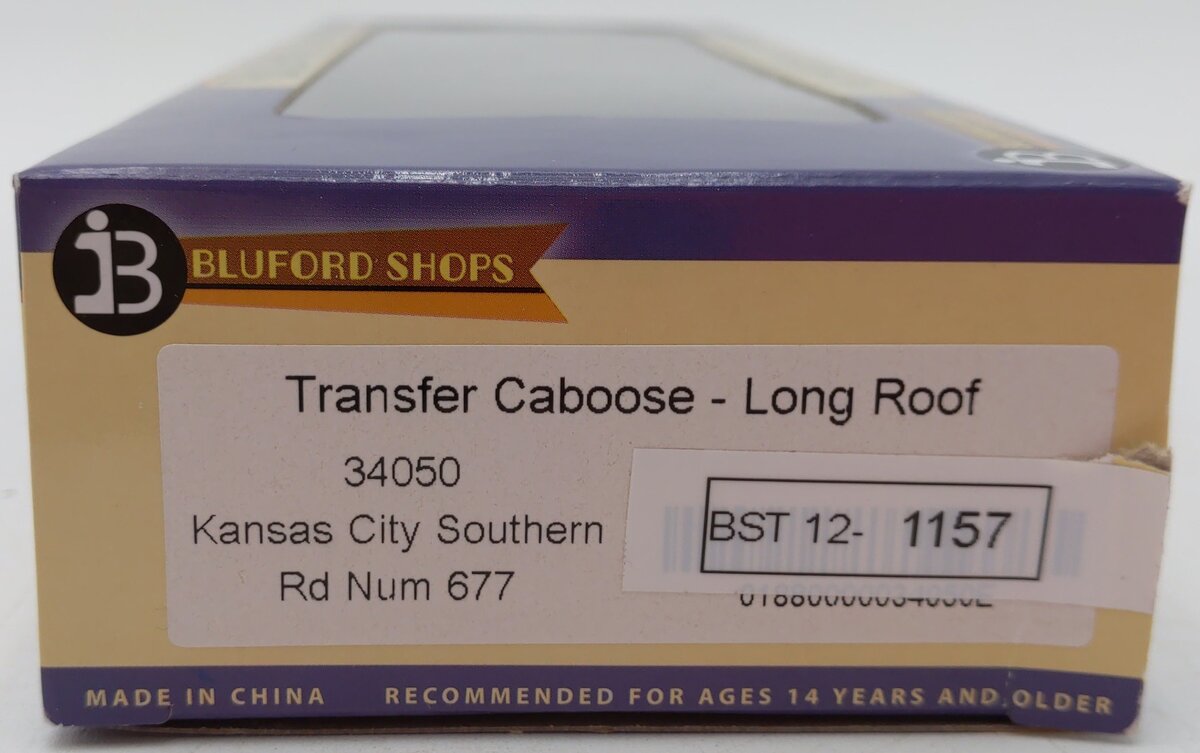 BLUFORD SHOPS
Transfer Caboose - Long Roof
34050
Kansas City Southern
Rd Num 677
BST 12- 1157
MADE IN CHINA RECOMMENDED FOR AGES 14 YEARS AND OLDER